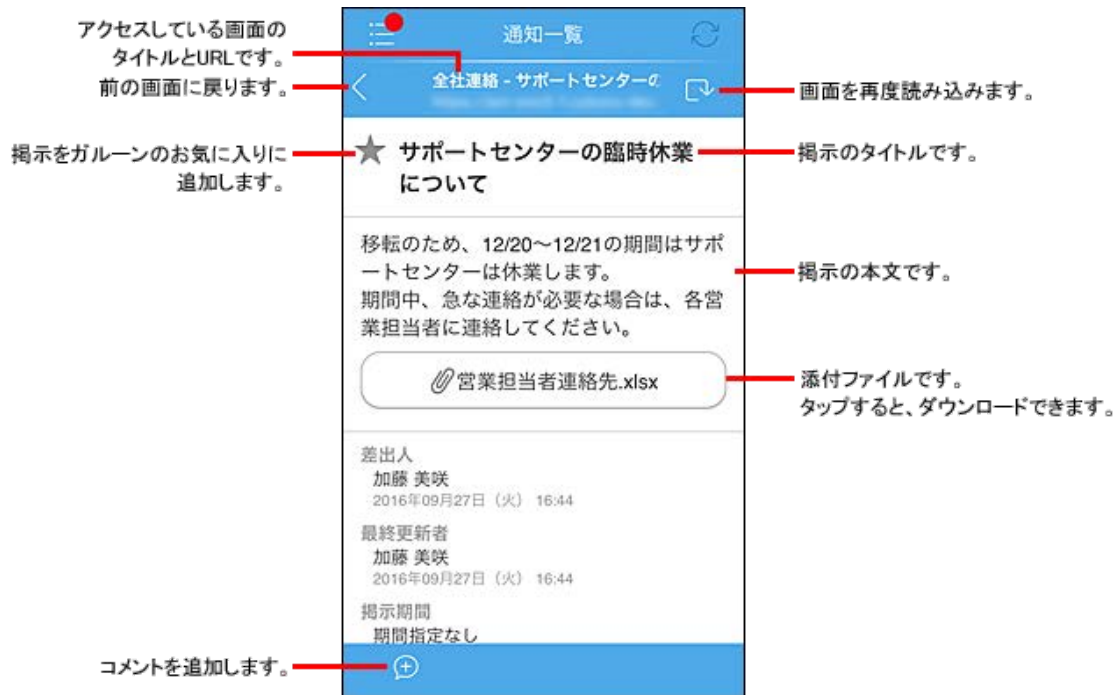 アクセスしている画面の
タイトルとURLです。
前の画面に戻ります。
掲示をガルーンのお気に入りに
追加します。
コメントを追加します。
通知一覧
全社連絡 - サポートセンターの
サポートセンターの臨時休業
について
移転のため、12/20～12/21の期間はサポ
ートセンターは休業します。
期間中、急な連絡が必要な場合は、各営
業担当者に連絡してください。
営業担当者連絡先.xlsx
差出人
加藤 美咲
2016年09月27日（火） 16:44
最終更新者
加藤 美咲
2016年09月27日（火） 16:44
掲示期間
期間指定なし
画面を再度読み込みます。
掲示のタイトルです。
掲示の本文です。
添付ファイルです。
タップすると、ダウンロードできます。